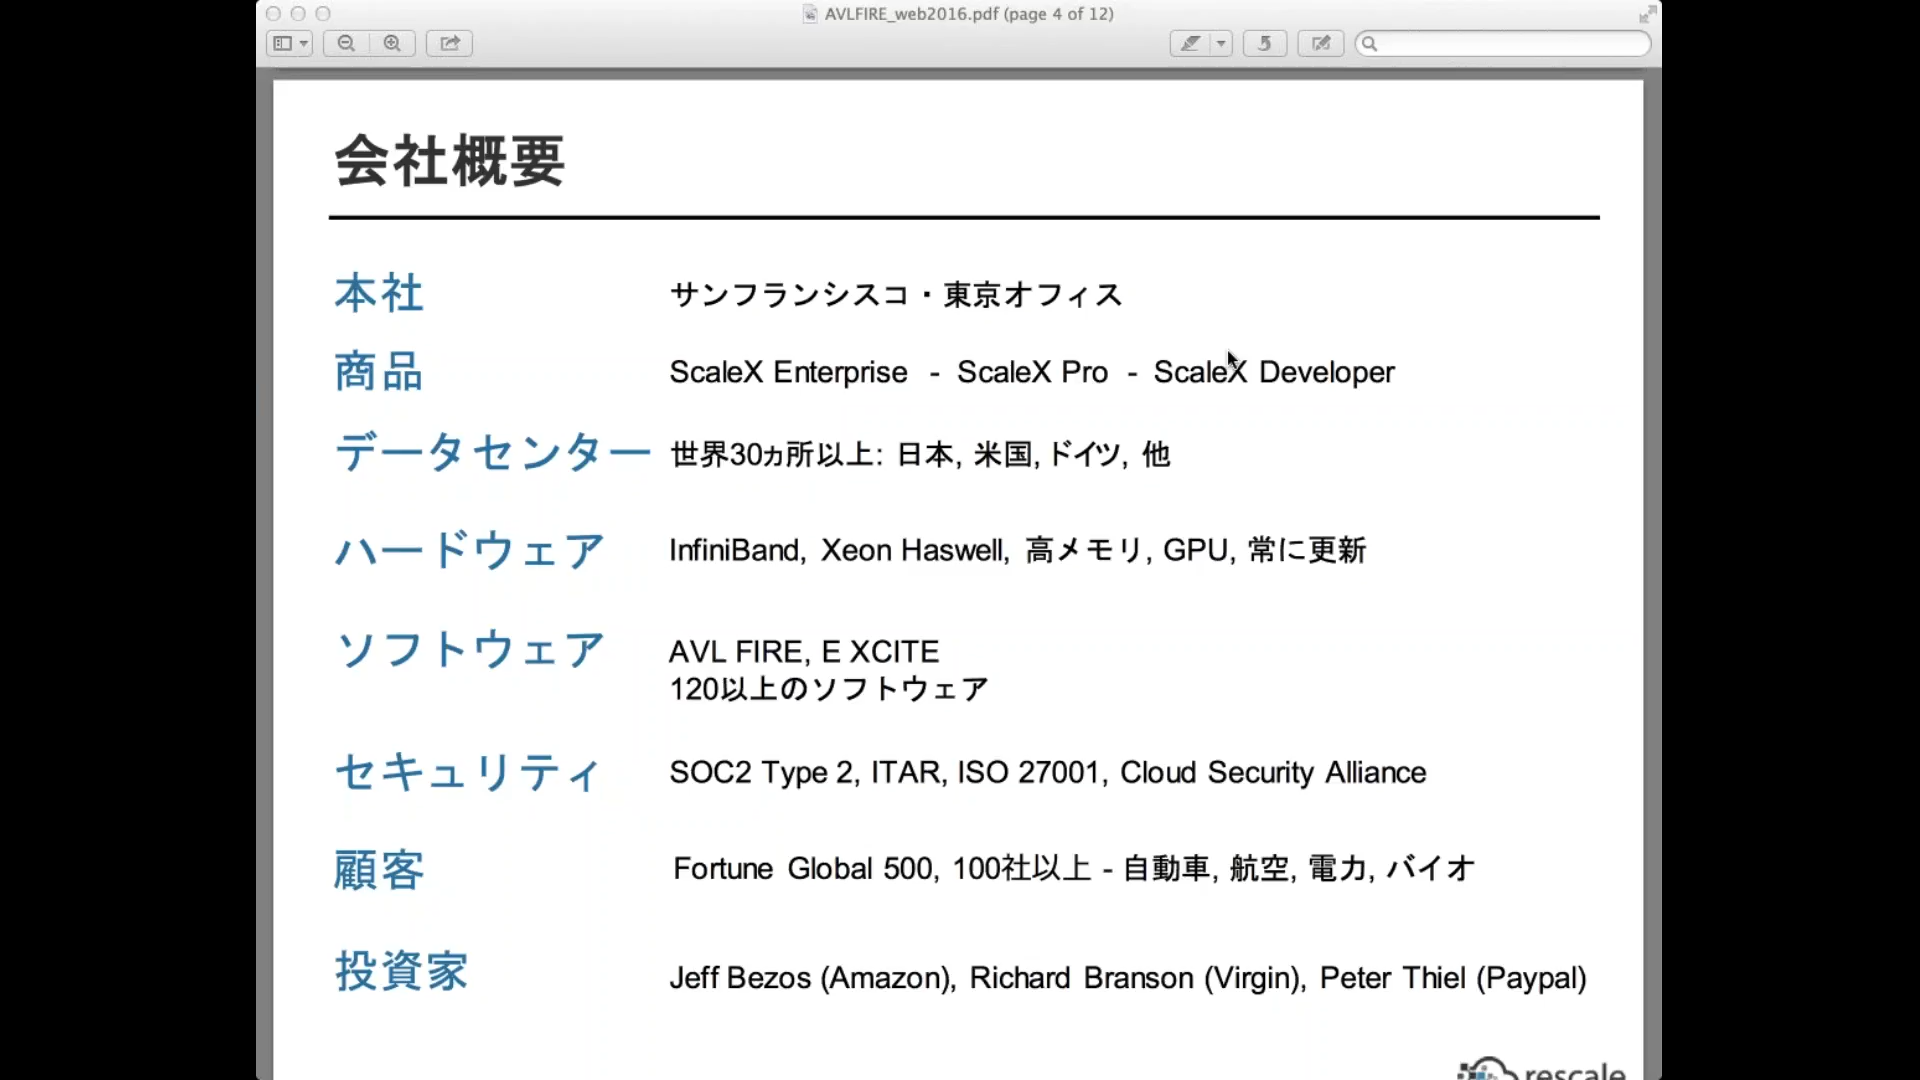 AVLFIRE_web2016.pdf (page 4 of 12)
会社概要
本社 サンフランシスコ・東京オフィス
商品 ScaleX Enterprise - ScaleX Pro - ScaleX Developer
データセンター 世界30ヵ所以上: 日本, 米国, ドイツ, 他
ハードウェア InfiniBand, Xeon Haswell, 高メモリ, GPU, 常に更新
ソフトウェア AVL FIRE, E XCITE
120以上のソフトウェア
セキュリティ SOC2 Type 2, ITAR, ISO 27001, Cloud Security Alliance
顧客 Fortune Global 500, 100社以上 - 自動車, 航空, 電力, バイオ
投資家 Jeff Bezos (Amazon), Richard Branson (Virgin), Peter Thiel (Paypal)
rescale